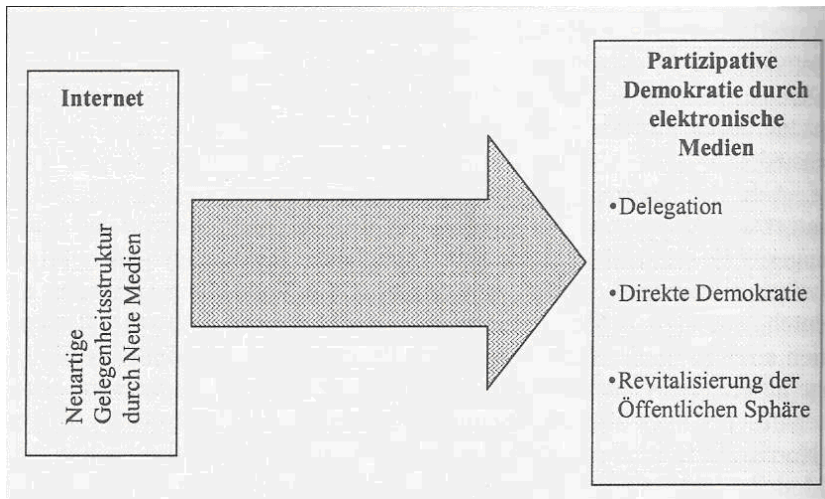 Internet
Neuartige
Gelegenheitsstruktur
durch Neue Medien
Partizipative
Demokratie durch
elektronische
Medien
•Delegation
•Direkte Demokratie
•Revitalisierung der
Öffentlichen Sphäre